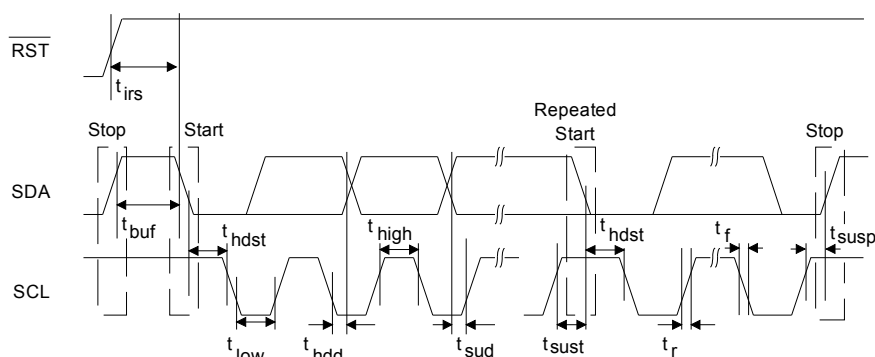 RST
t irs
Repeated
Stop Start Start Stop
SDA
t buf t hdst t high t hdst t f t susp
SCL
t low t hdd t sud t sust t r